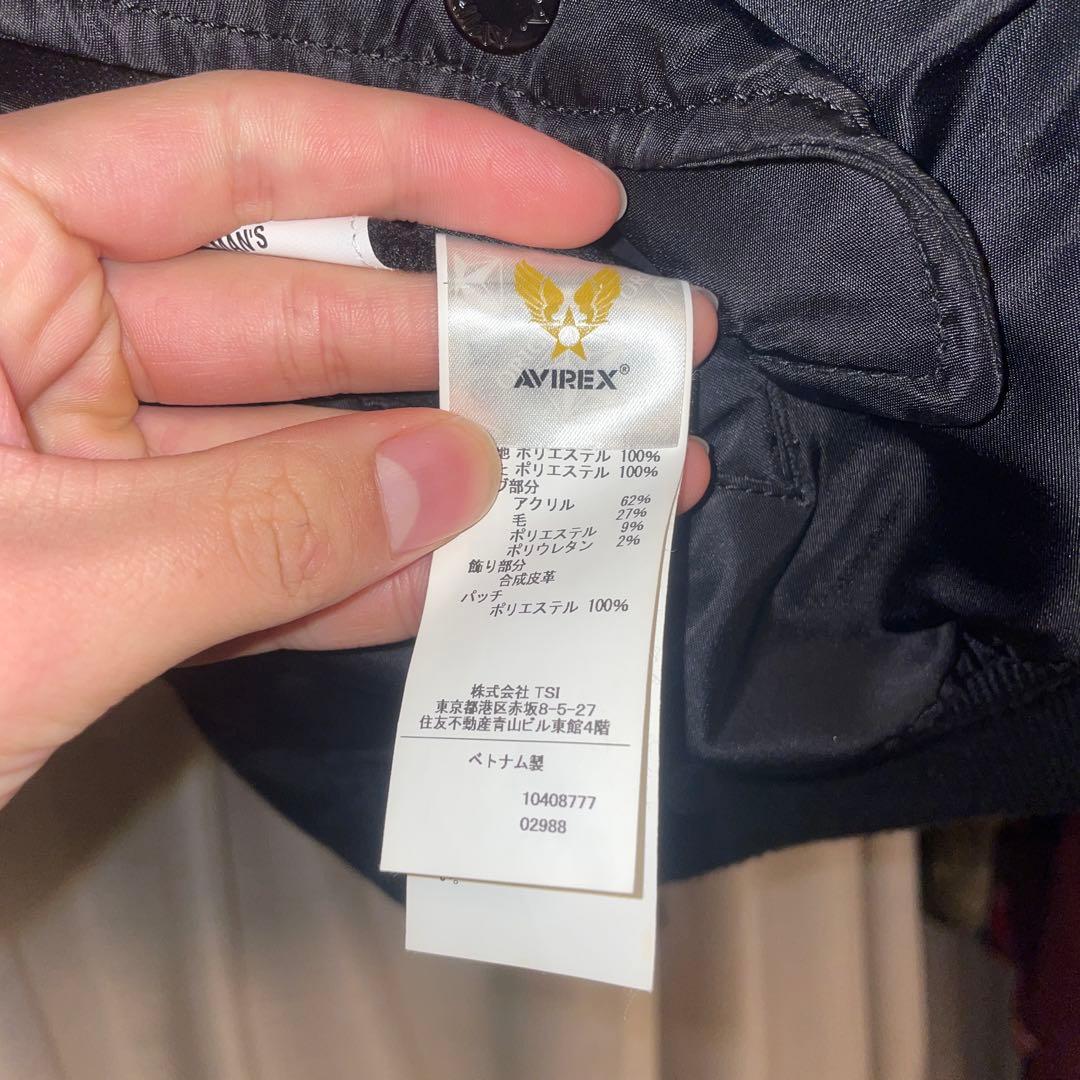 MAN'S
AVIREX®
地 ポリエステル 100%
ポリエステル 100%
ブ部分
アクリル 62%
毛 27%
ポリエステル 9%
ポリウレタン 2%
飾り部分
合成皮革
パッチ
ポリエステル 100%
株式会社 TSI
東京都港区赤坂8-5-27
住友不動産青山ビル東館4階
ベトナム製
10408777
02988